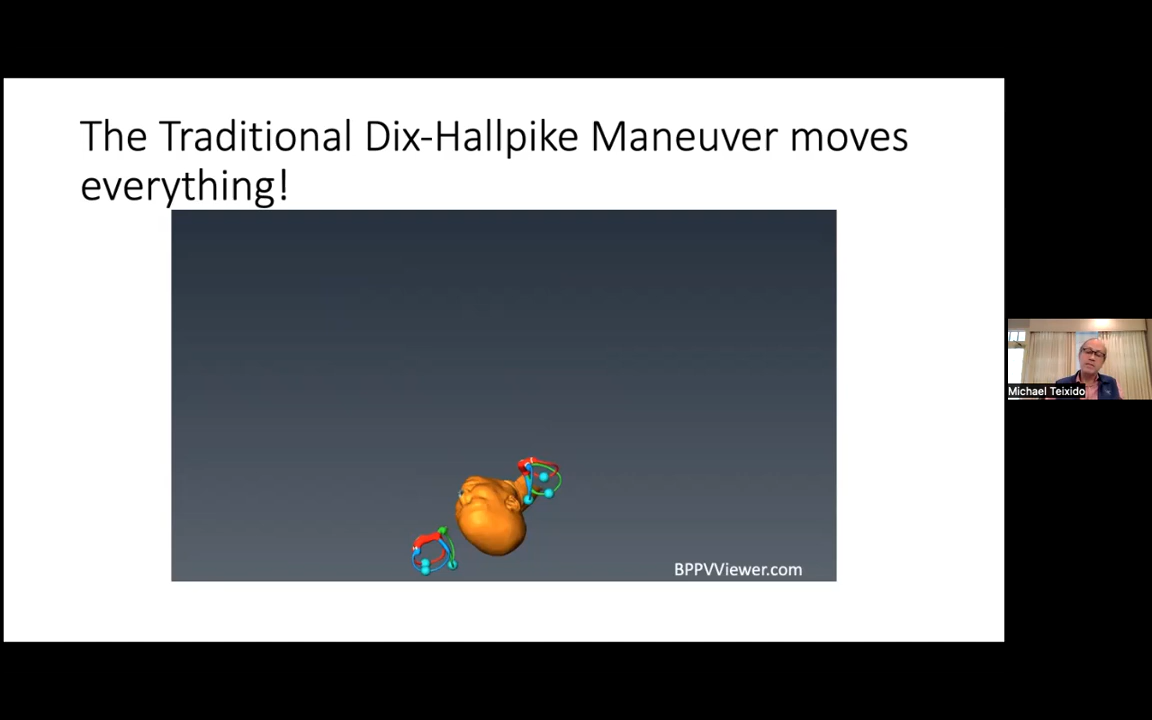 The Traditional Dix-Hallpike Maneuver moves
everything!
BPPVViewer.com
Michael Teixido